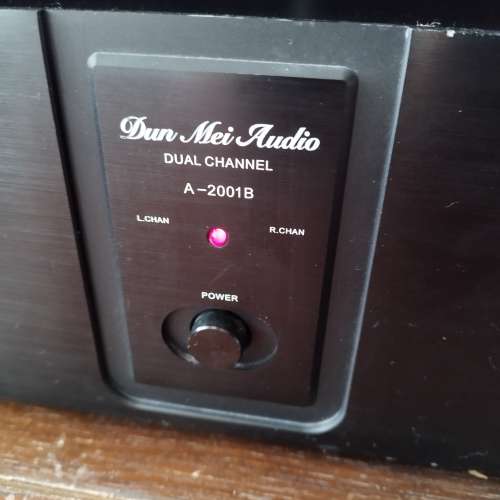 Dun Mei Audio
DUAL CHANNEL
A-2001B
L.CHAN
R.CHAN
POWER